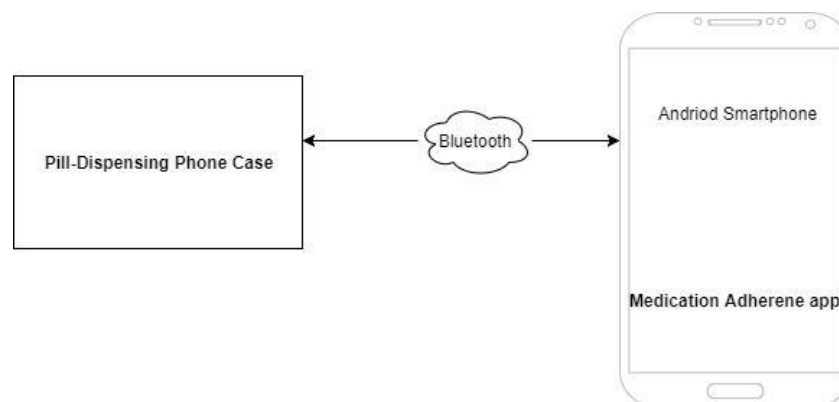 Andriod Smartphone
Bluetooth
Pill-Dispensing Phone Case
Medication Adherene app